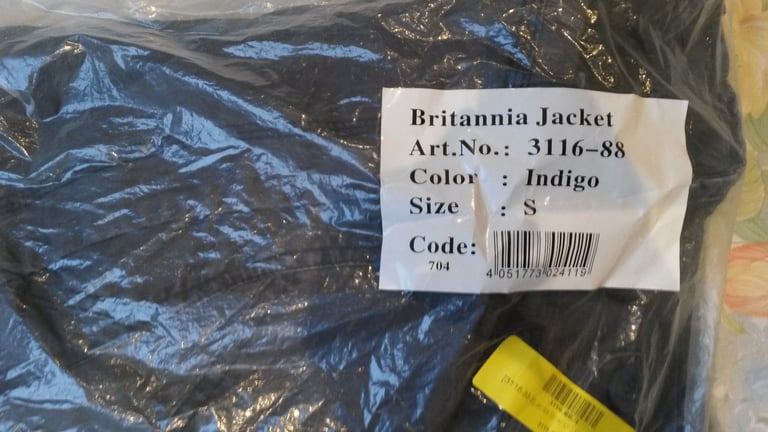 Britannia Jacket
Art.No.: 3116-88
Color : Indigo
Size : S
Code:
704
4 051773 024119